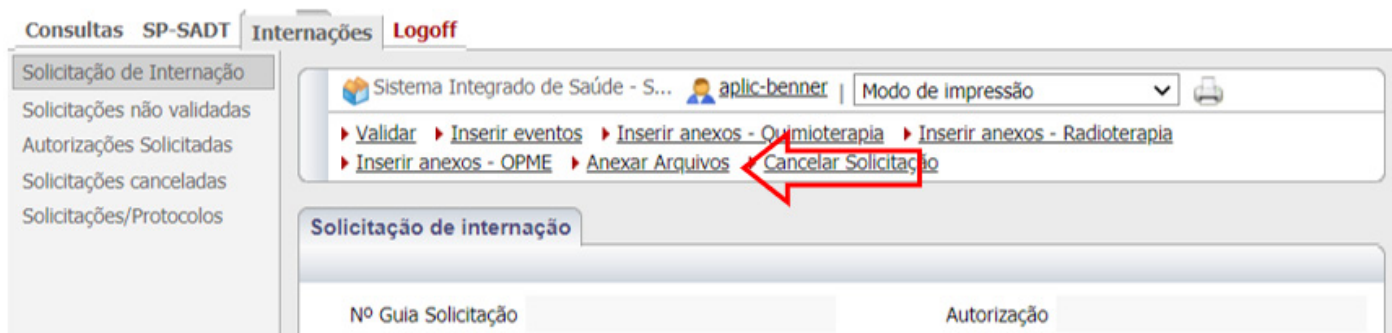 Consultas SP-SADT Internações Logoff
Solicitação de Internação
Solicitações não validadas
Autorizações Solicitadas
Solicitações canceladas
Solicitações/Protocolos
Sistema Integrado de Saúde - S... aplic-benner | Modo de impressão
Validar Inserir eventos Inserir anexos - Quimioterapia Inserir anexos - Radioterapia
Inserir anexos - OPME Anexar Arquivos Cancelar Solicitação
Solicitação de internação
Nº Guia Solicitação Autorização